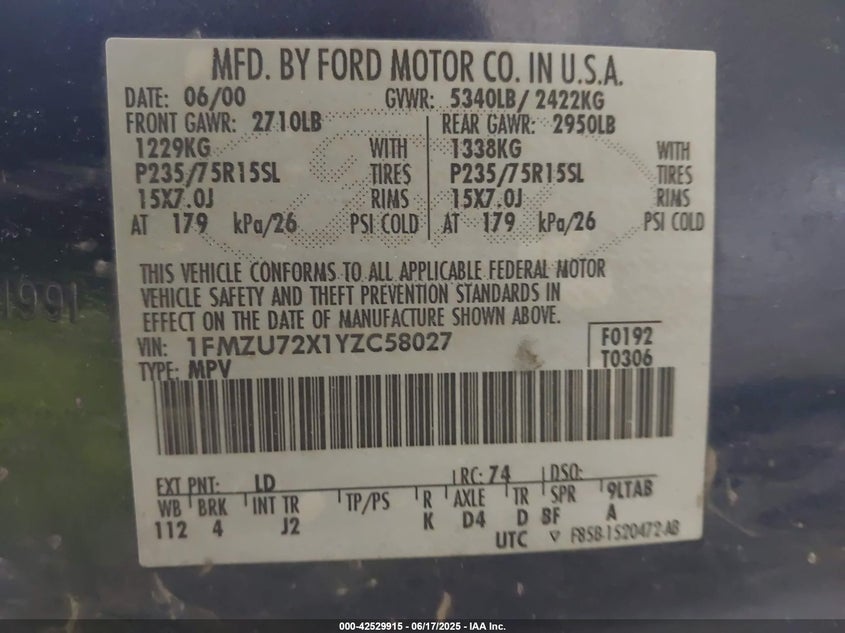 MFD. BY FORD MOTOR CO. IN U.S.A.
DATE: 06/00 GVWR: 5340LB/ 2422KG
FRONT GAWR: 2710LB REAR GAWR: 2950LB
1229KG WITH 1338KG WITH
P235/75R15SL TIRES P235/75R15SL TIRES
15X7.0J RIMS 15X7.0J RIMS
AT 179 kPa/26 PSI COLD AT 179 kPa/26 PSI COLD
THIS VEHICLE CONFORMS TO ALL APPLICABLE FEDERAL MOTOR
VEHICLE SAFETY AND THEFT PREVENTION STANDARDS IN
EFFECT ON THE DATE OF MANUFACTURE SHOWN ABOVE.
VIN: 1FMZU72X1YZC58027 F0192
TYPE: MPV T0306
EXT PNT: LD RC: 74 DSO:
WB BRK INT TR TP/PS R AXLE TR SPR 9LTAB
112 4 J2 K D4 D BF A
UTC F85B-1520472-AB
000-42529915 - 06/17/2025 - IAA Inc.